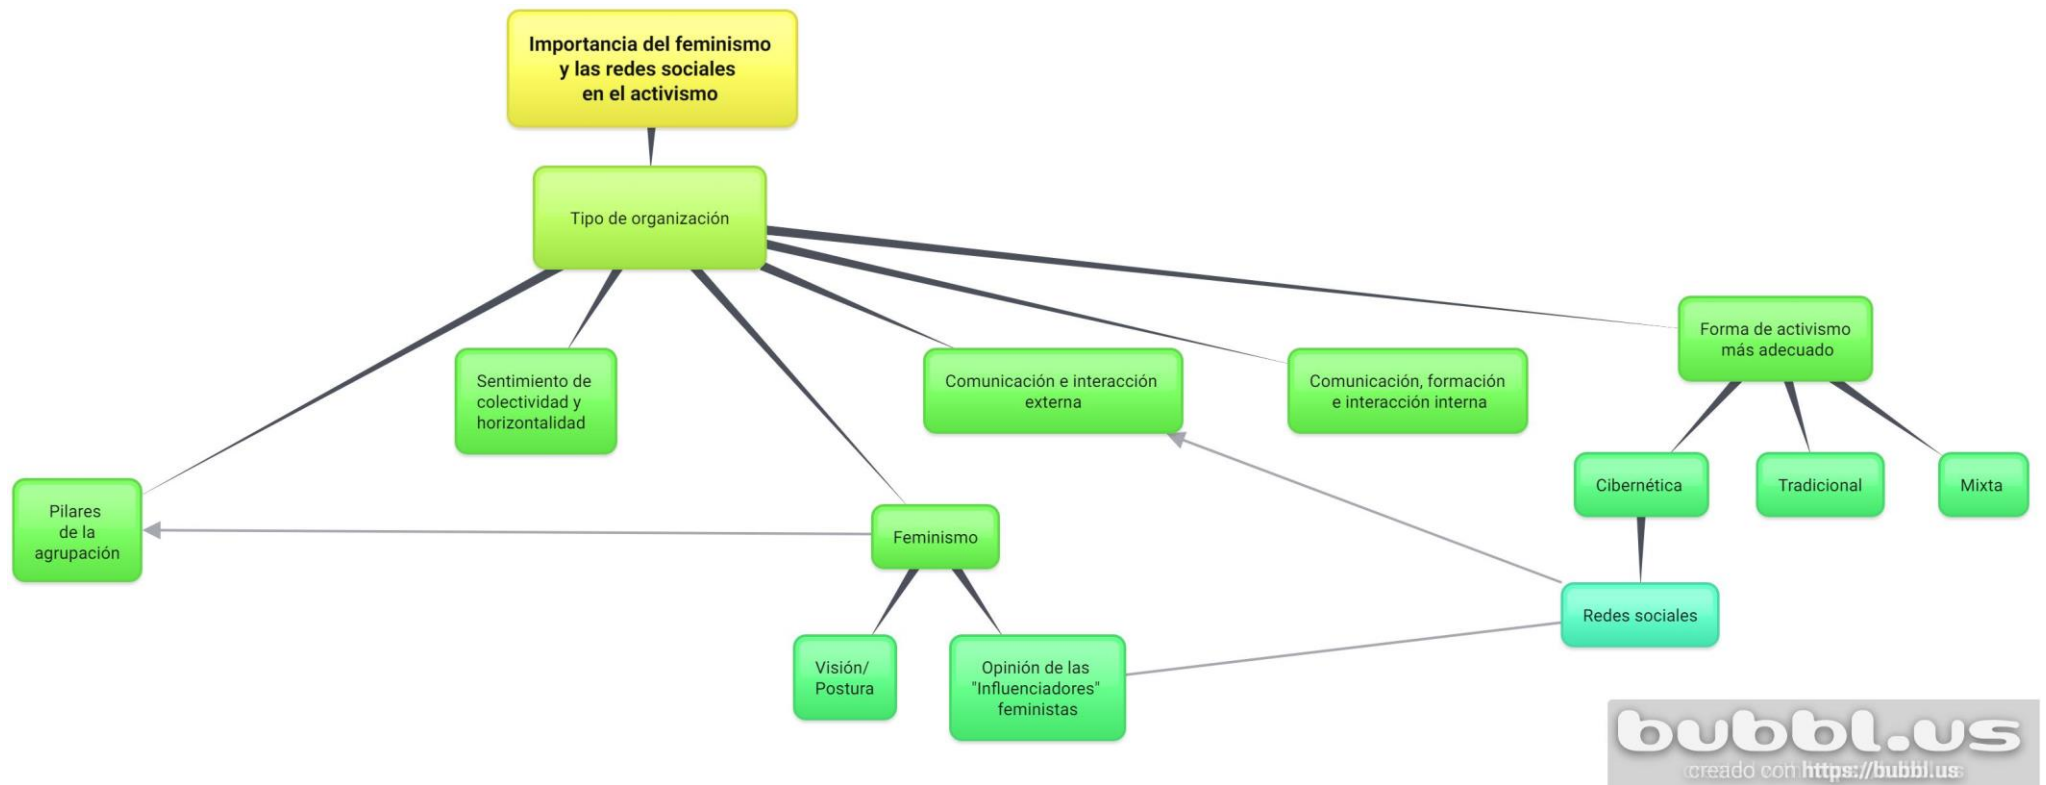 Importancia del feminismo
y las redes sociales
en el activismo
Tipo de organización
Forma de activismo
más adecuado
Sentimiento de
colectividad y
horizontalidad
Comunicación e interacción
externa
Comunicación, formación
e interacción interna
Cibernética
Tradicional
Mixta
Pilares
de la
agrupación
Feminismo
Redes sociales
Visión/
Postura
Opinión de las
"Influenciadores"
feministas
bubbl.us
creado con https://bubbl.us